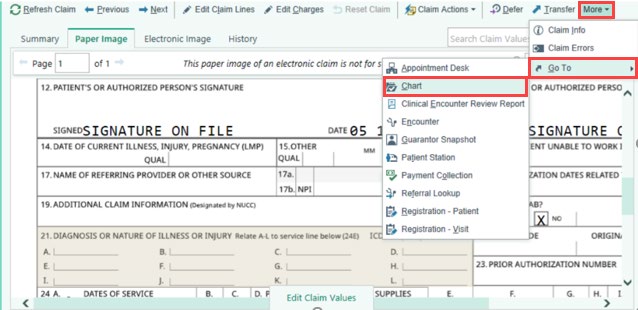 Refresh Claim Previous Next Edit Claim Lines Edit Charges Reset Claim Claim Actions Defer Transfer More
Summary Paper Image Electronic Image History Search Claim Values
Claim Info
Claim Errors
Go To
Page 1 of 1 This paper image of an electronic claim is not for s
Appointment Desk
Chart
Clinical Encounter Review Report
Encounter
Guarantor Snapshot
Patient Station
Payment Collection
Referral Lookup
Registration - Patient
Registration - Visit
12. PATIENT'S OR AUTHORIZED PERSON'S SIGNATURE
OR AUTHORIZED PERSON'S
SIGNED SIGNATURE ON FILE DATE 05 1
14. DATE OF CURRENT ILLNESS, INJURY, PREGNANCY (LMP) 15.OTHER
QUAL QUAL MM
ENT UNABLE TO WORK I
17. NAME OF REFERRING PROVIDER OR OTHER SOURCE 17a.
17b. NPI
ZATION DATES RELATED
19. ADDITIONAL CLAIM INFORMATION (Designated by NUCC)
AB?
X NO
21. DIAGNOSIS OR NATURE OF ILLNESS OR INJURY Relate A-L to service line below (24E) ICD
DE ORIGINA
A. B. C. D.
E. F. G. H.
I. J. K. L.
23. PRIOR AUTHORIZATION NUMBER
24 A. DATES OF SERVICE B. C. D. P SUPPLIES E. F. G. H. I.
Edit Claim Values